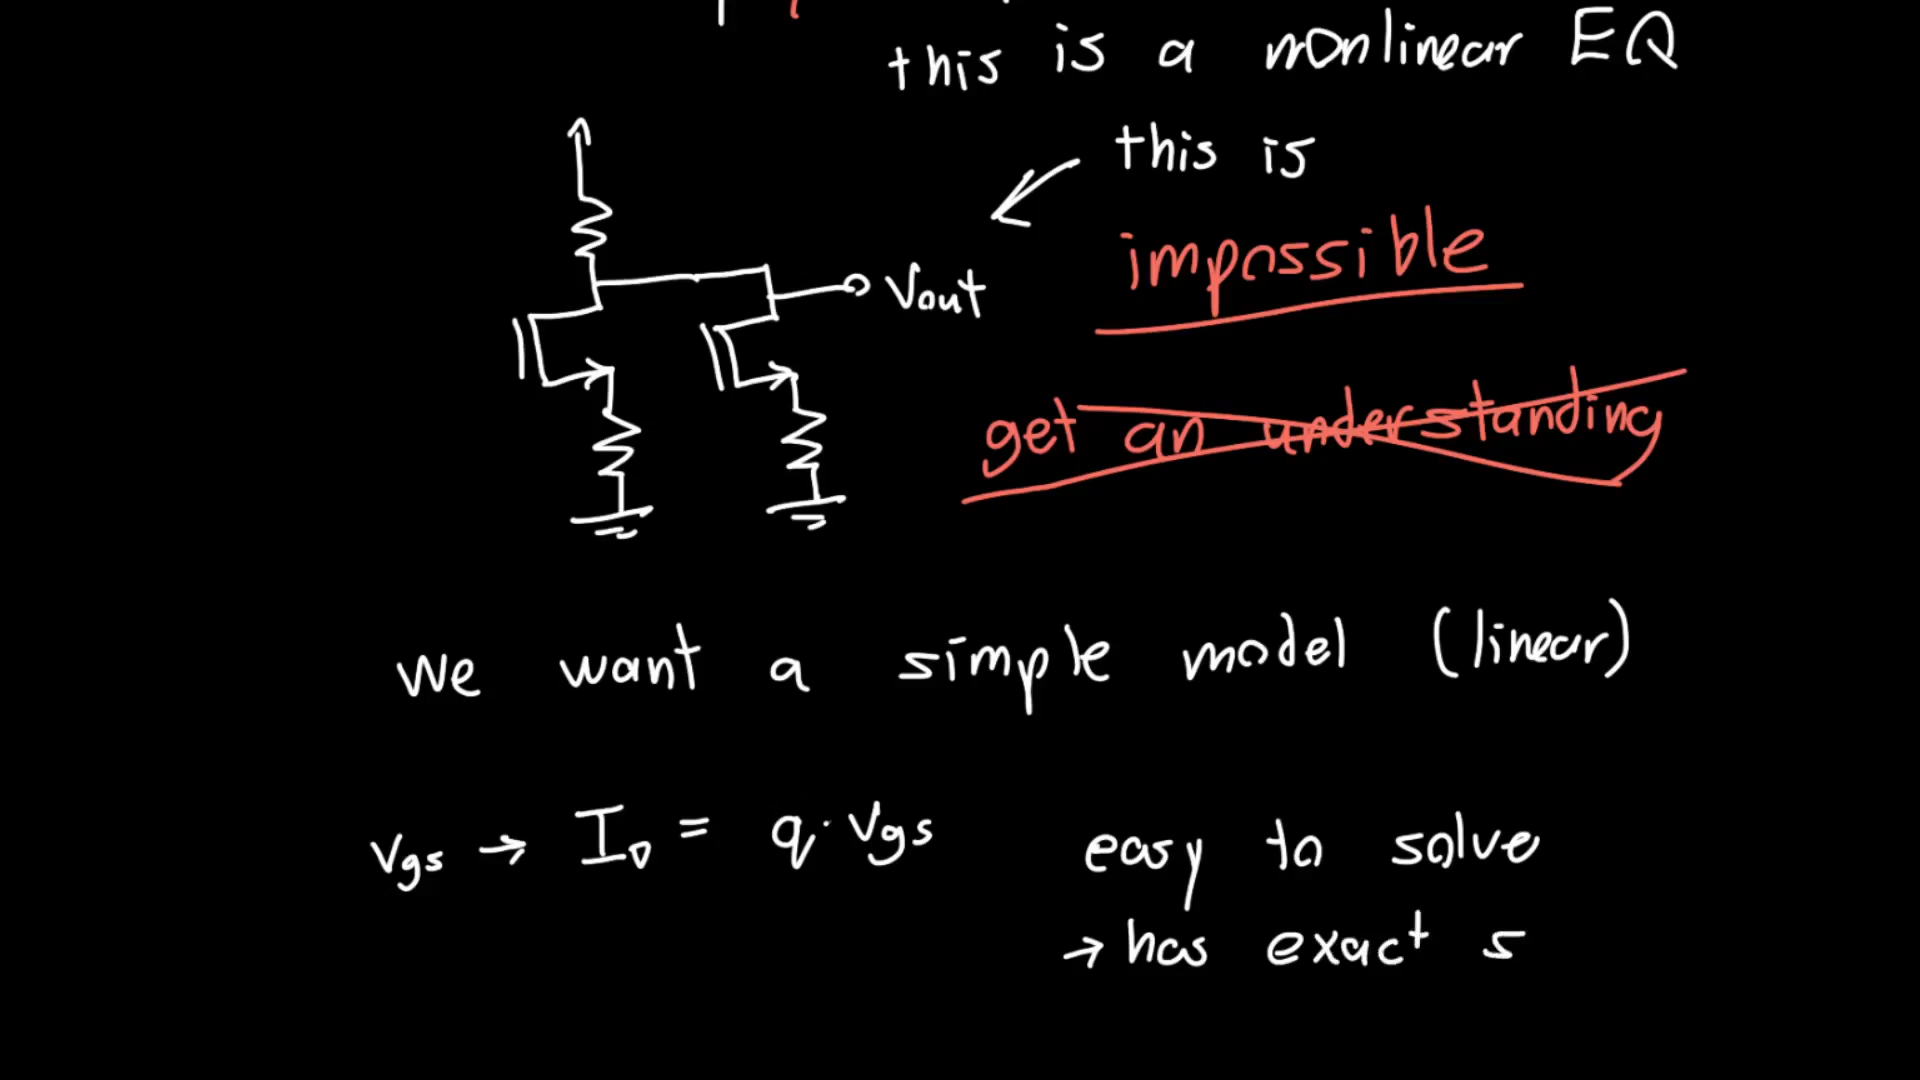 this is a nonlinear EQ
this is
impossible
Vout
get an understanding
we want a simple model (linear)
Vgs → I_D = q · Vgs
easy to solve
→ has exact s